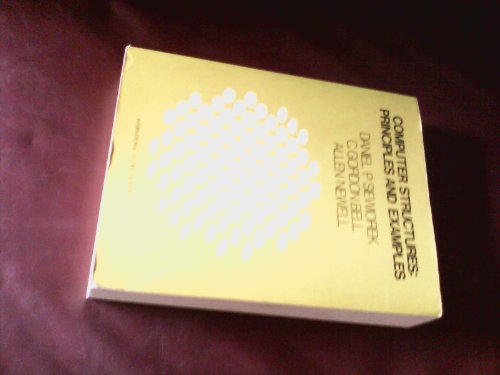 COMPUTER STRUCTURES:
PRINCIPLES AND EXAMPLES
DANIEL P. SIEWIOREK
C. GORDON BELL
ALLEN NEWELL